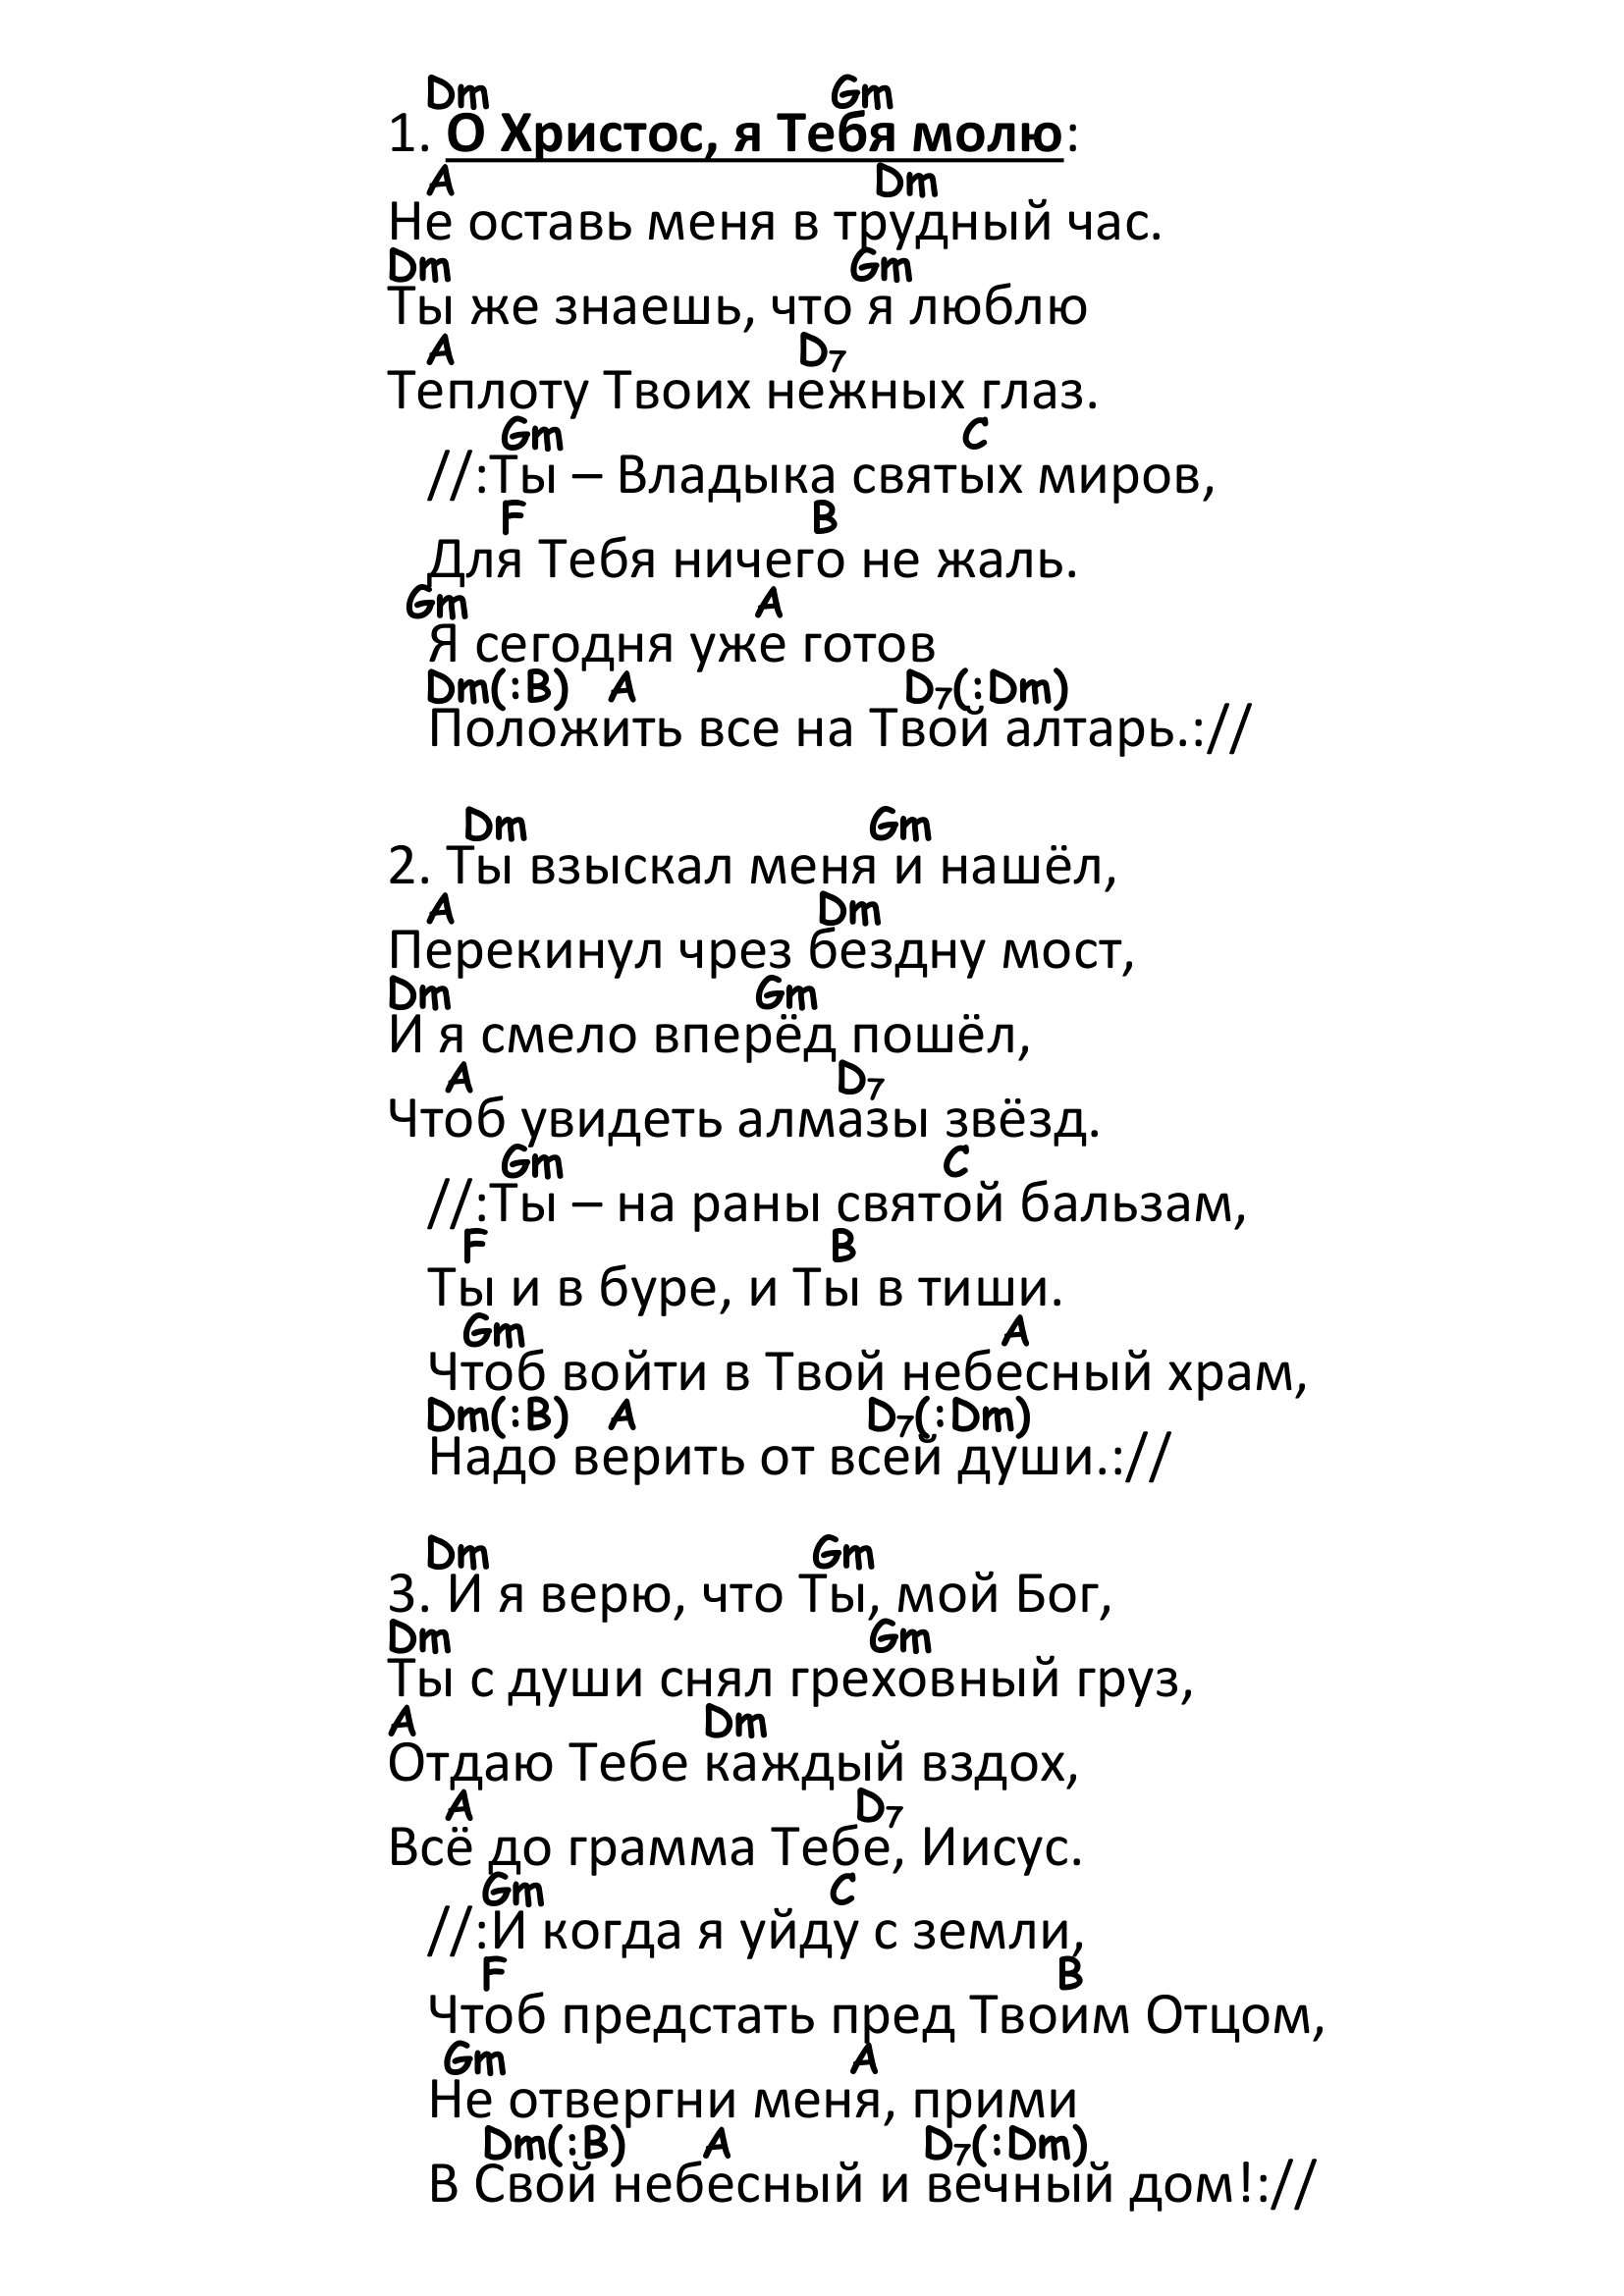 Dm Gm
1. О Христос, я Тебя молю:
A Dm
Не оставь меня в трудный час.
Dm Gm
Ты же знаешь, что я люблю
A D₇
Теплоту Твоих нежных глаз.
Gm C
//:Ты – Владыка святых миров,
F B
Для Тебя ничего не жаль.
Gm A
Я сегодня уже готов
Dm(:B) A D₇(:Dm)
Положить все на Твой алтарь.://
Dm Gm
2. Ты взыскал меня и нашёл,
A Dm
Перекинул чрез бездну мост,
Dm Gm
И я смело вперёд пошёл,
A D₇
Чтоб увидеть алмазы звёзд.
Gm C
//:Ты – на раны святой бальзам,
F B
Ты и в буре, и Ты в тиши.
Gm A
Чтоб войти в Твой небесный храм,
Dm(:B) A D₇(:Dm)
Надо верить от всей души.://
Dm Gm
3. И я верю, что Ты, мой Бог,
Dm Gm
Ты с души снял греховный груз,
A Dm
Отдаю Тебе каждый вздох,
A D₇
Всё до грамма Тебе, Иисус.
Gm C
//:И когда я уйду с земли,
F B
Чтоб предстать пред Твоим Отцом,
Gm A
Не отвергни меня, прими
Dm(:B) A D₇(:Dm)
В Свой небесный и вечный дом!://